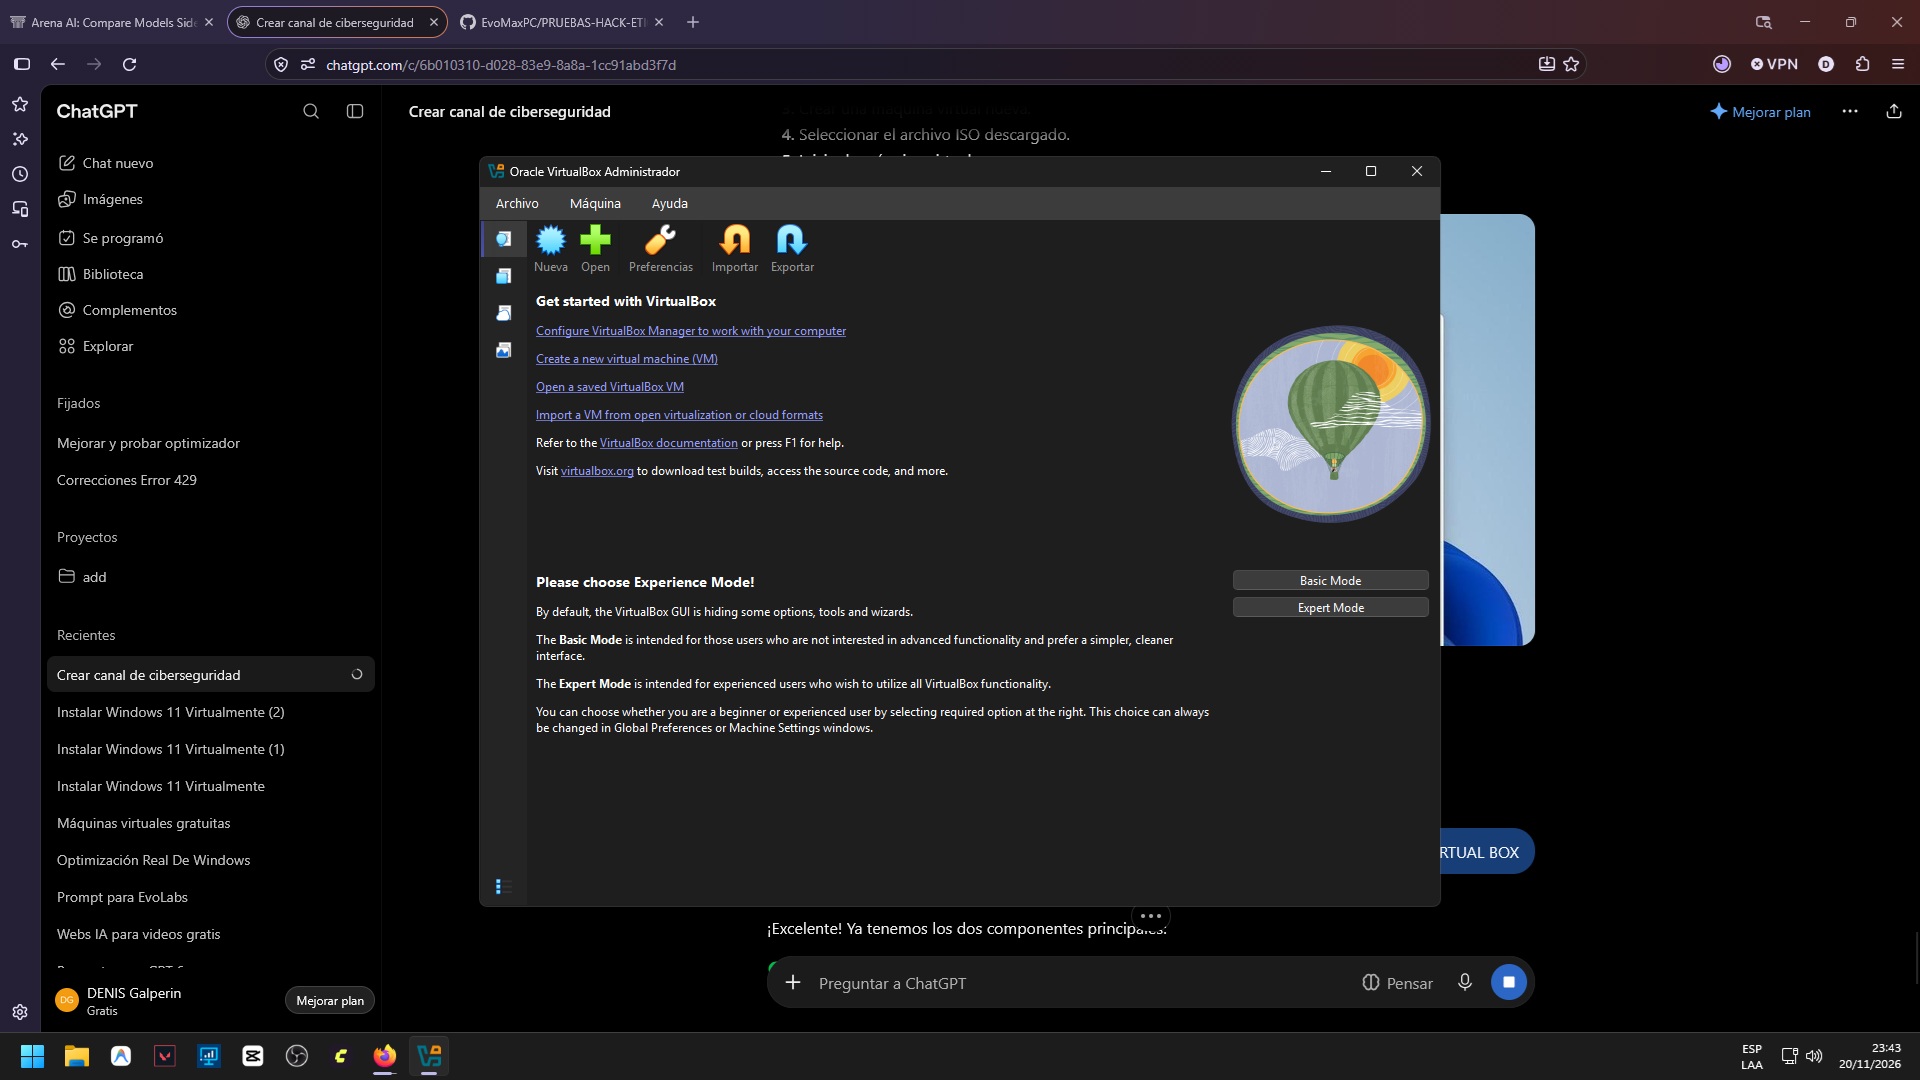 Arena AI: Compare Models Side
Crear canal de ciberseguridad
EvoMaxPC/PRUEBAS-HACK-ETI
chatgpt.com/c/6b010310-d028-83e9-8a8a-1cc91abd3f7d
VPN
D
ChatGPT
Chat nuevo
Imágenes
Se programó
Biblioteca
Complementos
Explorar
Fijados
Mejorar y probar optimizador
Correcciones Error 429
Proyectos
add
Recientes
Crear canal de ciberseguridad
Instalar Windows 11 Virtualmente (2)
Instalar Windows 11 Virtualmente (1)
Instalar Windows 11 Virtualmente
Máquinas virtuales gratuitas
Optimización Real De Windows
Prompt para EvoLabs
Webs IA para videos gratis
DG
DENIS Galperin
Gratis
Mejorar plan
Crear canal de ciberseguridad
Mejorar plan
3. Crear una máquina virtual nueva.
4. Seleccionar el archivo ISO descargado.
Oracle VirtualBox Administrador
Archivo Máquina Ayuda
Nueva Open Preferencias Importar Exportar
Get started with VirtualBox
Configure VirtualBox Manager to work with your computer
Create a new virtual machine (VM)
Open a saved VirtualBox VM
Import a VM from open virtualization or cloud formats
Refer to the VirtualBox documentation or press F1 for help.
Visit virtualbox.org to download test builds, access the source code, and more.
Please choose Experience Mode!
By default, the VirtualBox GUI is hiding some options, tools and wizards.
The Basic Mode is intended for those users who are not interested in advanced functionality and prefer a simpler, cleaner
interface.
The Expert Mode is intended for experienced users who wish to utilize all VirtualBox functionality.
You can choose whether you are a beginner or experienced user by selecting required option at the right. This choice can always
be changed in Global Preferences or Machine Settings windows.
Basic Mode
Expert Mode
RTUAL BOX
¡Excelente! Ya tenemos los dos componentes principales:
Preguntar a ChatGPT
Pensar
ESP
LAA
23:43
20/11/2026